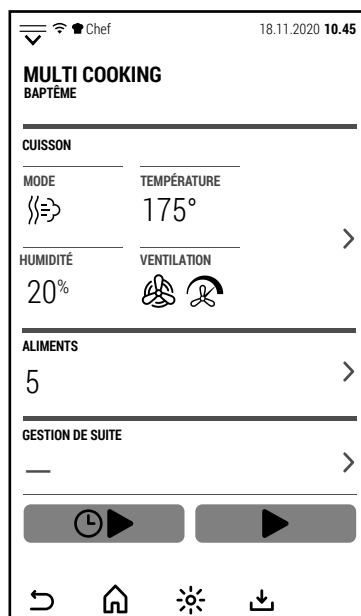 Chef 18.11.2020 10.45
MULTI COOKING
BAPTÊME
CUISSON
MODE TEMPÉRATURE
175°
HUMIDITÉ VENTILATION
20%
ALIMENTS
5
GESTION DE SUITE
—